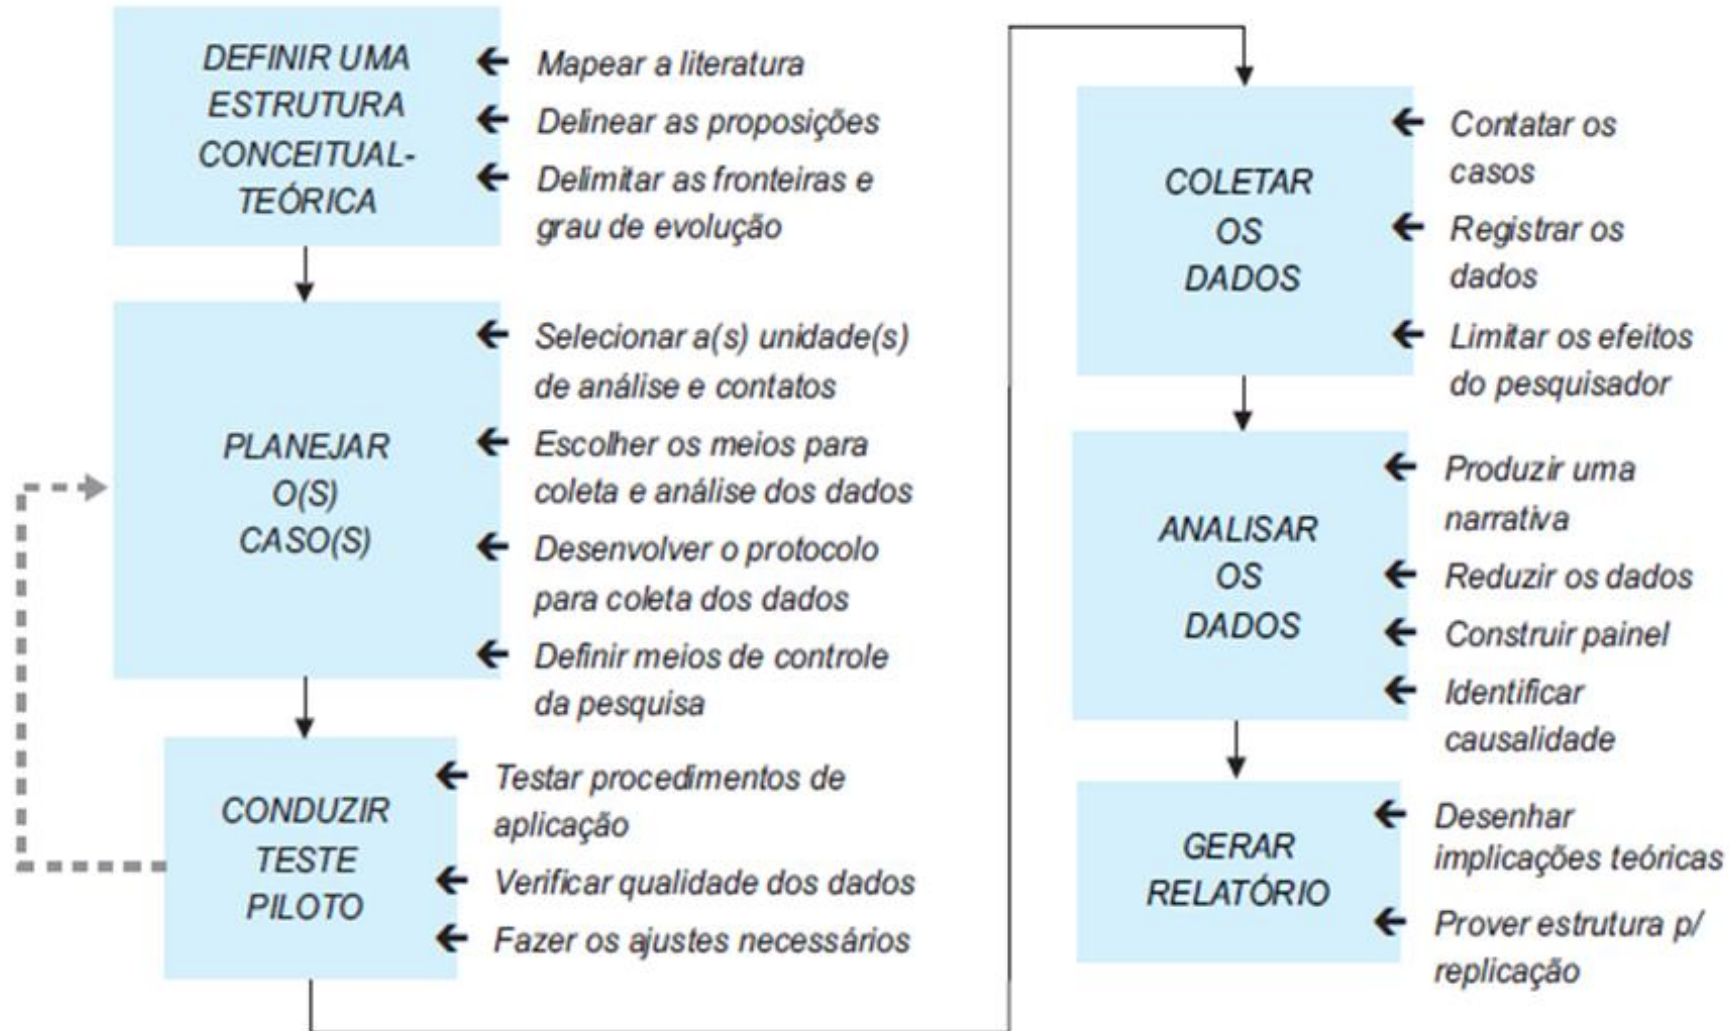 DEFINIR UMA
ESTRUTURA
CONCEITUAL-
TEÓRICA
Mapear a literatura
Delinear as proposições
Delimitar as fronteiras e
grau de evolução
PLANEJAR
O(S)
CASO(S)
Selecionar a(s) unidade(s)
de análise e contatos
Escolher os meios para
coleta e análise dos dados
Desenvolver o protocolo
para coleta dos dados
Definir meios de controle
da pesquisa
CONDUZIR
TESTE
PILOTO
Testar procedimentos de
aplicação
Verificar qualidade dos dados
Fazer os ajustes necessários
COLETAR
OS
DADOS
Contatar os
casos
Registrar os
dados
Limitar os efeitos
do pesquisador
ANALISAR
OS
DADOS
Produzir uma
narrativa
Reduzir os dados
Construir painel
Identificar
causalidade
GERAR
RELATÓRIO
Desenhar
implicações teóricas
Prover estrutura p/
replicação